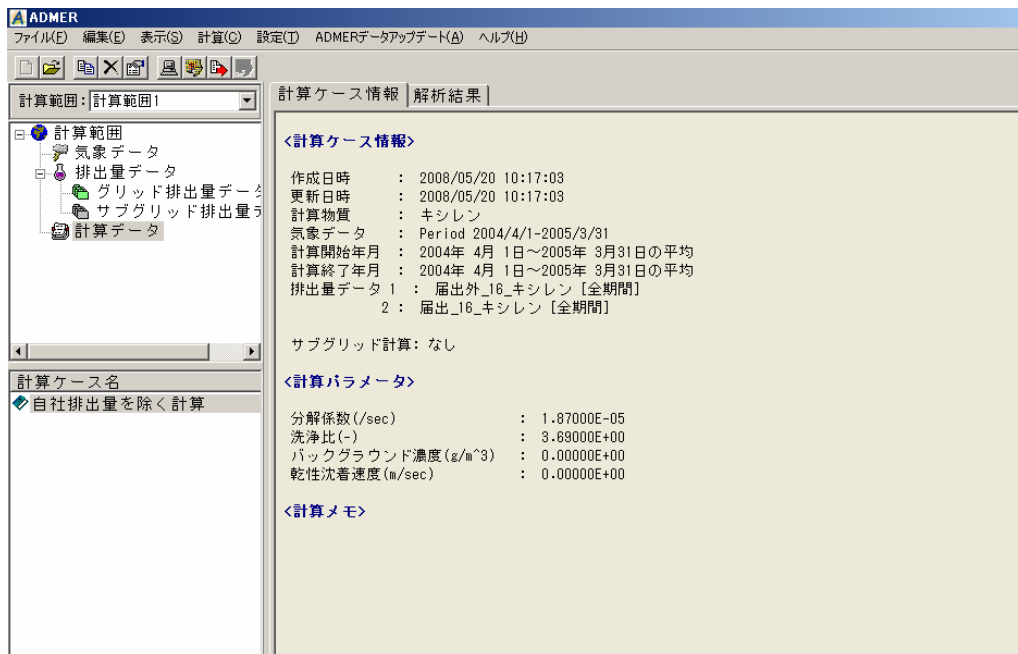 ADMER
ファイル(F) 編集(E) 表示(S) 計算(C) 設定(T) ADMERデータアップデート(A) ヘルプ(H)
計算範囲:計算範囲1
計算範囲
気象データ
排出量データ
グリッド排出量データ
サブグリッド排出量デ
計算データ
計算ケース名
自社排出量を除く計算
計算ケース情報 解析結果
<計算ケース情報>
作成日時 : 2008/05/20 10:17:03
更新日時 : 2008/05/20 10:17:03
計算物質 : キシレン
気象データ : Period 2004/4/1-2005/3/31
計算開始年月 : 2004年 4月 1日～2005年 3月31日の平均
計算終了年月 : 2004年 4月 1日～2005年 3月31日の平均
排出量データ 1 : 届出外_16_キシレン [全期間]
2 : 届出_16_キシレン [全期間]
サブグリッド計算: なし
<計算パラメータ>
分解係数(/sec) : 1.87000E-05
洗浄比(-) : 3.69000E+00
バックグラウンド濃度(g/m^3) : 0.00000E+00
乾性沈着速度(m/sec) : 0.00000E+00
<計算メモ>